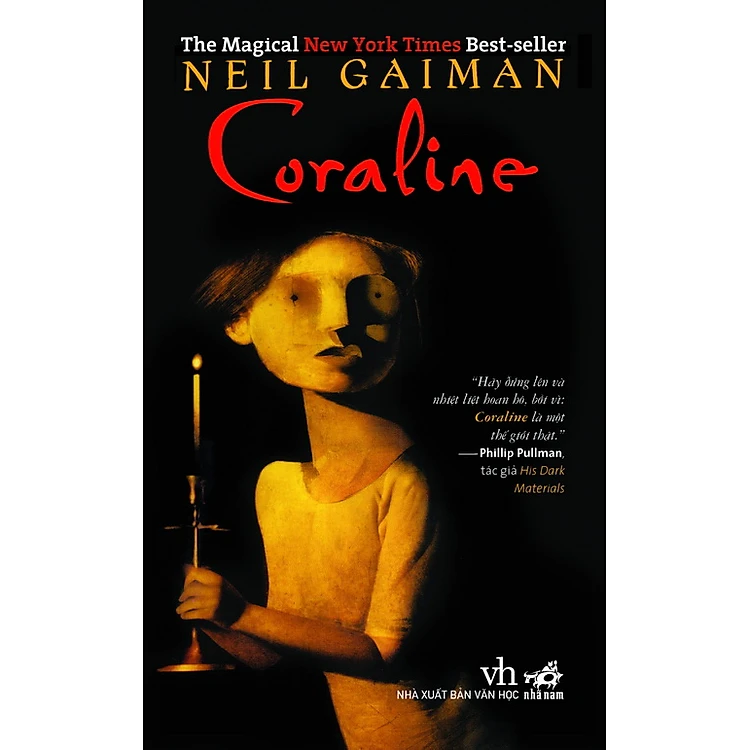 The Magical New York Times Best-seller
NEIL GAIMAN
Coraline
“Hãy đứng lên và
nhiệt liệt hoan hô, bởi vì:
Coraline là một
thế giới thật.”
—Phillip Pullman,
tác giả His Dark
Materials
vh
NHÀ XUẤT BẢN VĂN HỌC
nhã nam